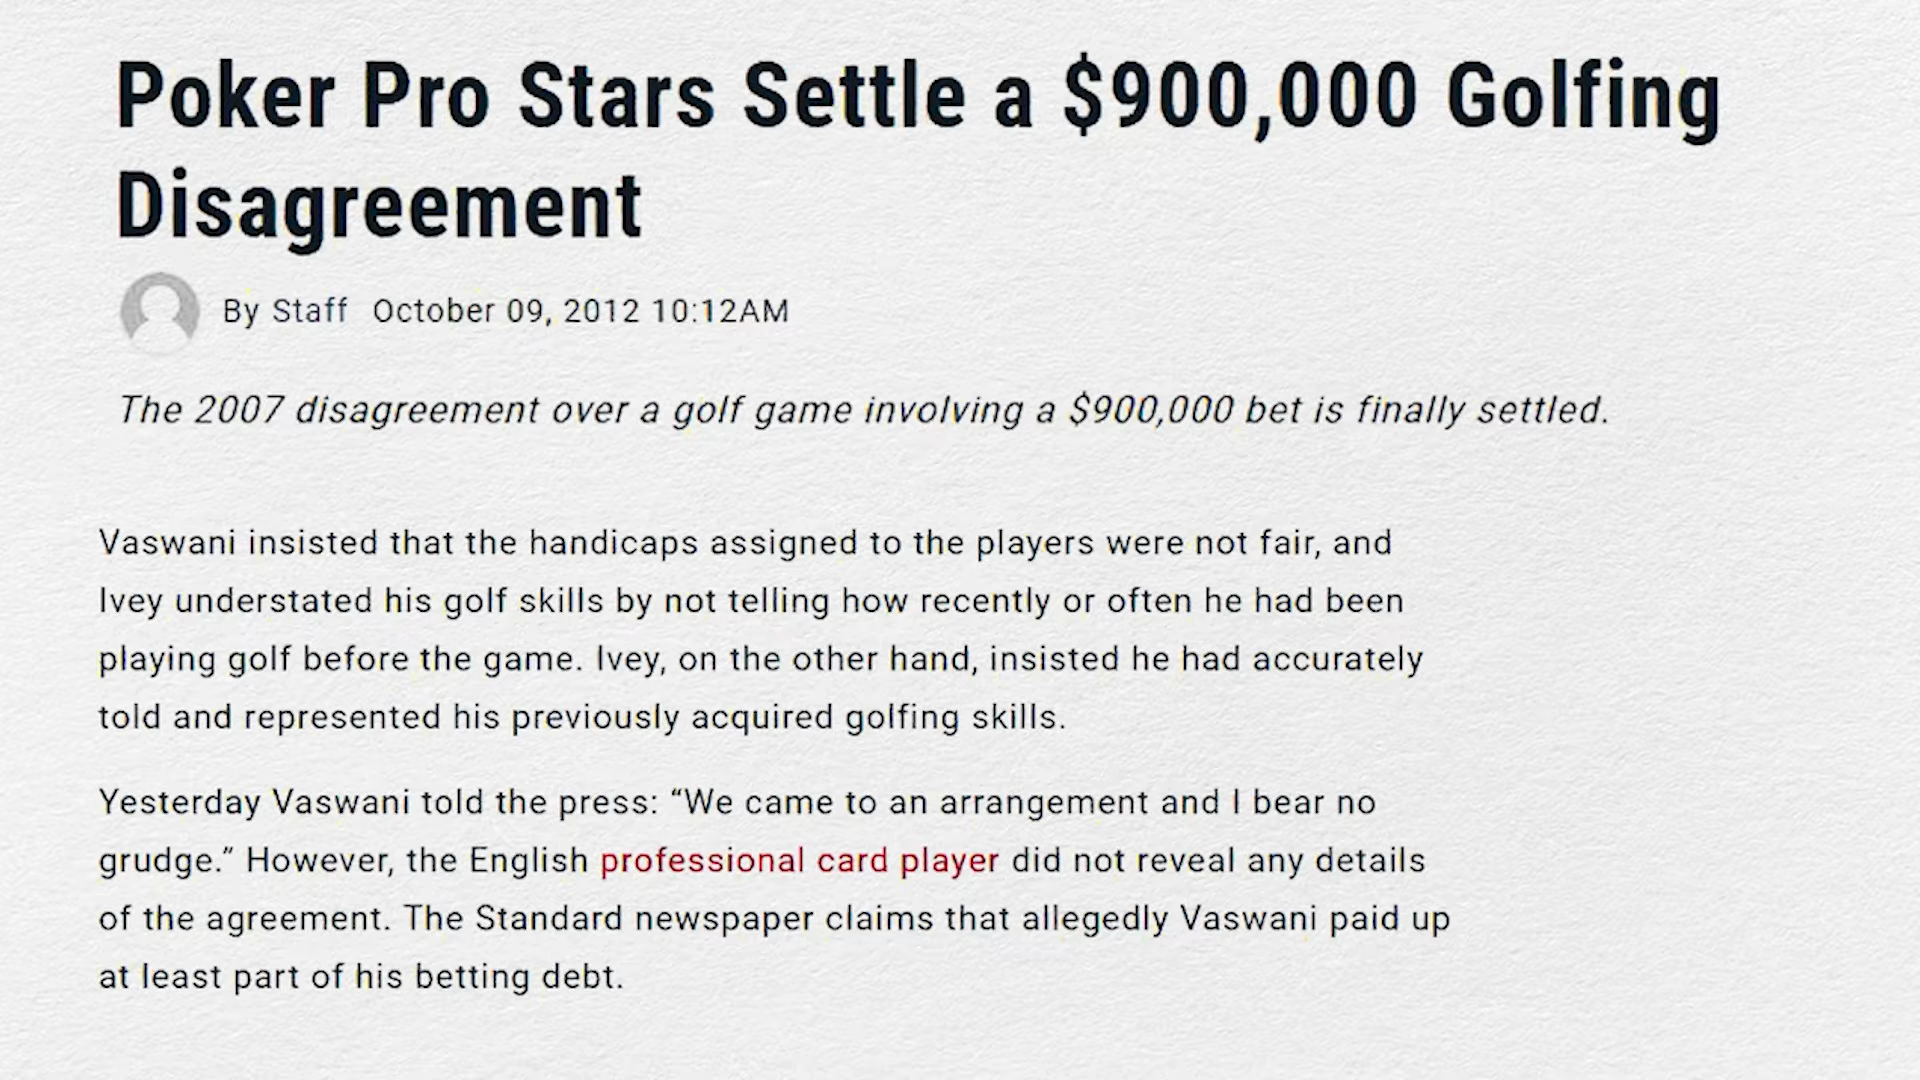 Poker Pro Stars Settle a $900,000 Golfing
Disagreement
By Staff October 09, 2012 10:12AM
The 2007 disagreement over a golf game involving a $900,000 bet is finally settled.
Vaswani insisted that the handicaps assigned to the players were not fair, and
Ivey understated his golf skills by not telling how recently or often he had been
playing golf before the game. Ivey, on the other hand, insisted he had accurately
told and represented his previously acquired golfing skills.
Yesterday Vaswani told the press: “We came to an arrangement and I bear no
grudge.” However, the English professional card player did not reveal any details
of the agreement. The Standard newspaper claims that allegedly Vaswani paid up
at least part of his betting debt.